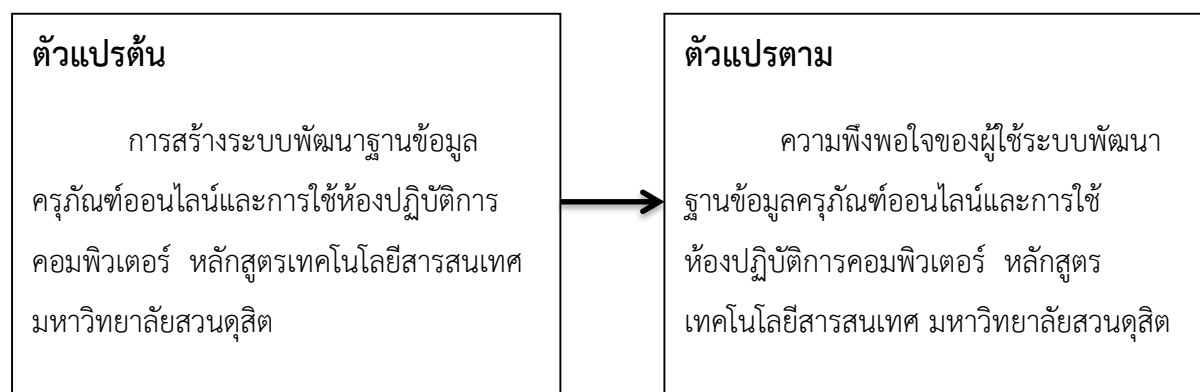 ตัวแปรต้น
การสร้างระบบพัฒนาฐานข้อมูล
ครุภัณฑ์ออนไลน์และการใช้ห้องปฏิบัติการ
คอมพิวเตอร์ หลักสูตรเทคโนโลยีสารสนเทศ
มหาวิทยาลัยสวนดุสิต
ตัวแปรตาม
ความพึงพอใจของผู้ใช้ระบบพัฒนา
ฐานข้อมูลครุภัณฑ์ออนไลน์และการใช้
ห้องปฏิบัติการคอมพิวเตอร์ หลักสูตร
เทคโนโลยีสารสนเทศ มหาวิทยาลัยสวนดุสิต